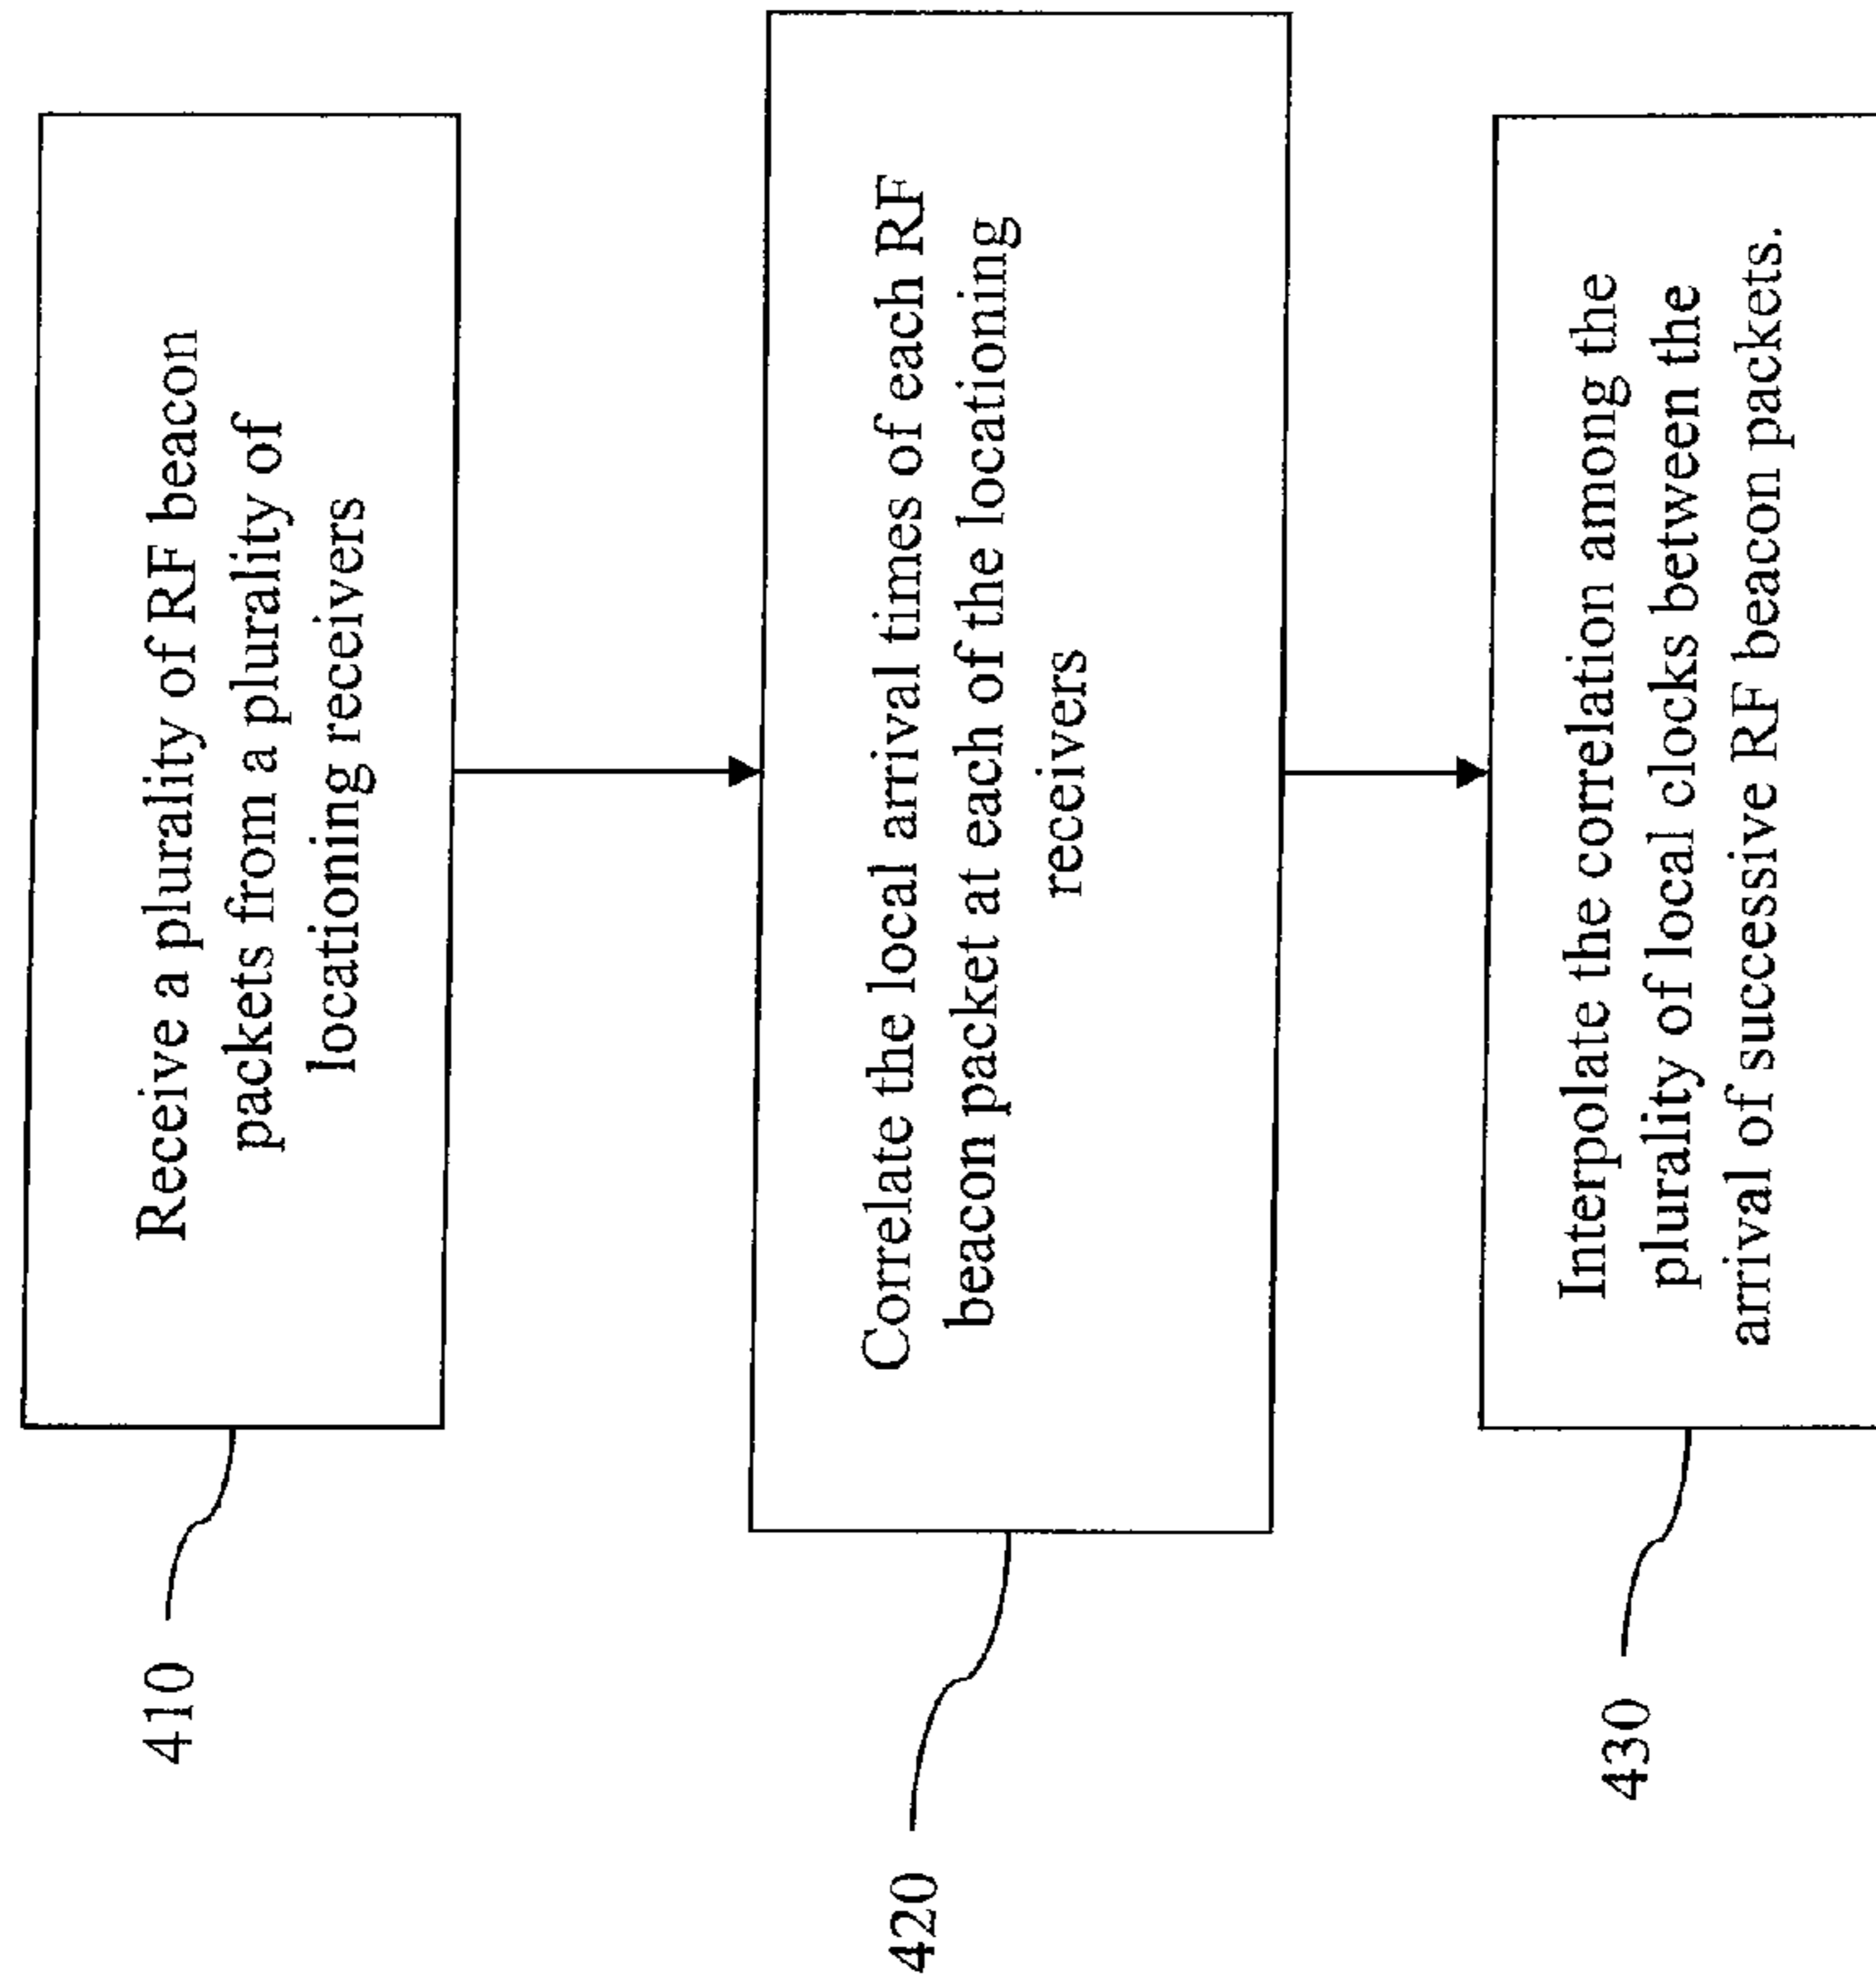 410
Receive a plurality of RF beacon
packets from a plurality of
locationing receivers
420
Correlate the local arrival times of each RF
beacon packet at each of the locationing
receivers
430
Interpolate the correlation among the
plurality of local clocks between the
arrival of successive RF beacon packets.